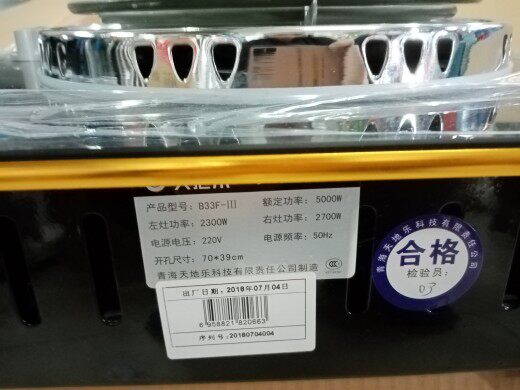 产品型号: B33F-III
额定功率: 5000W
左灶功率: 2300W
右灶功率: 2700W
电源电压: 220V
电源频率: 50Hz
开孔尺寸: 70*39cm
青海天地乐科技有限责任公司制造
出厂日期: 2018年07月04日
6 958821 820663
序列号: 20180704004
青海天地乐科技有限责任公司
合格
检验员:
03